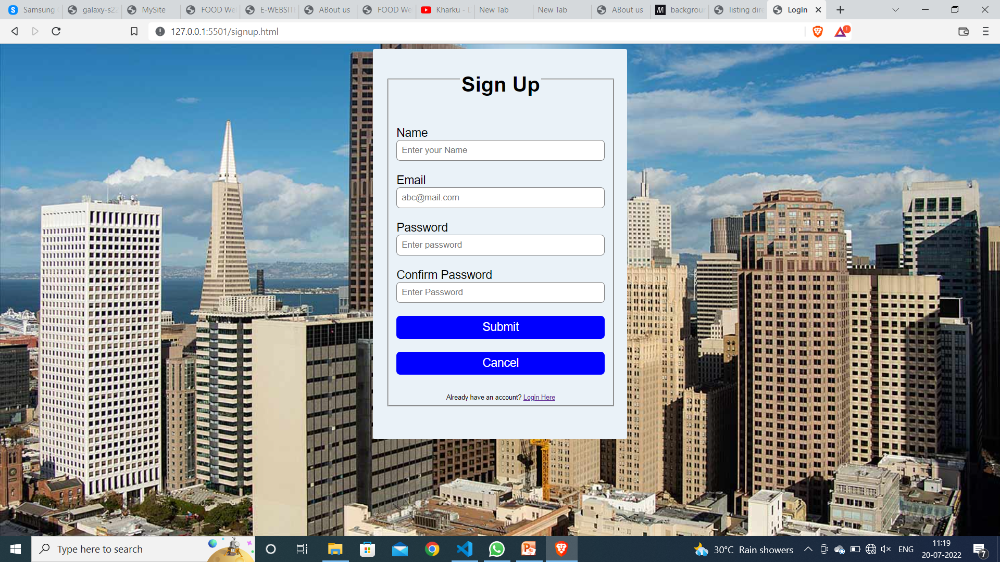 Samsung
galaxy-s22
MySite
FOOD We
E-WEBSIT
ABout us
FOOD We
Kharku -
New Tab
New Tab
ABout us
backgrour
listing dire
Login
127.0.0.1:5501/signup.html
1
Sign Up
Name
Enter your Name
Email
abc@mail.com
Password
Enter password
Confirm Password
Enter Password
Submit
Cancel
Already have an account? Login Here
Type here to search
30°C Rain showers
ENG
11:19
20-07-2022
7